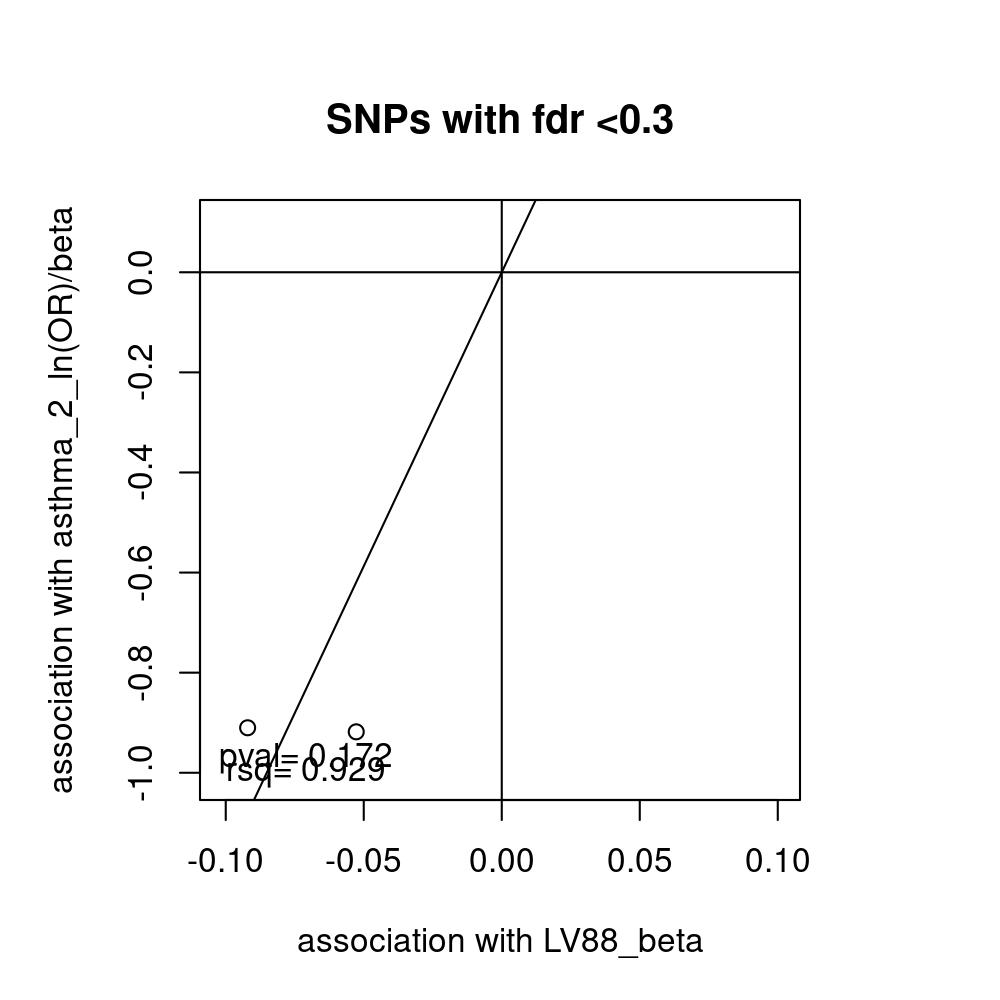 SNPs with fdr <0.3
association with asthma_2_ln(OR)/beta
0.0
-0.2
-0.4
-0.6
-0.8
-1.0
pval= 0.172
rsq= 0.929
-0.10 -0.05 0.00 0.05 0.10
association with LV88_beta